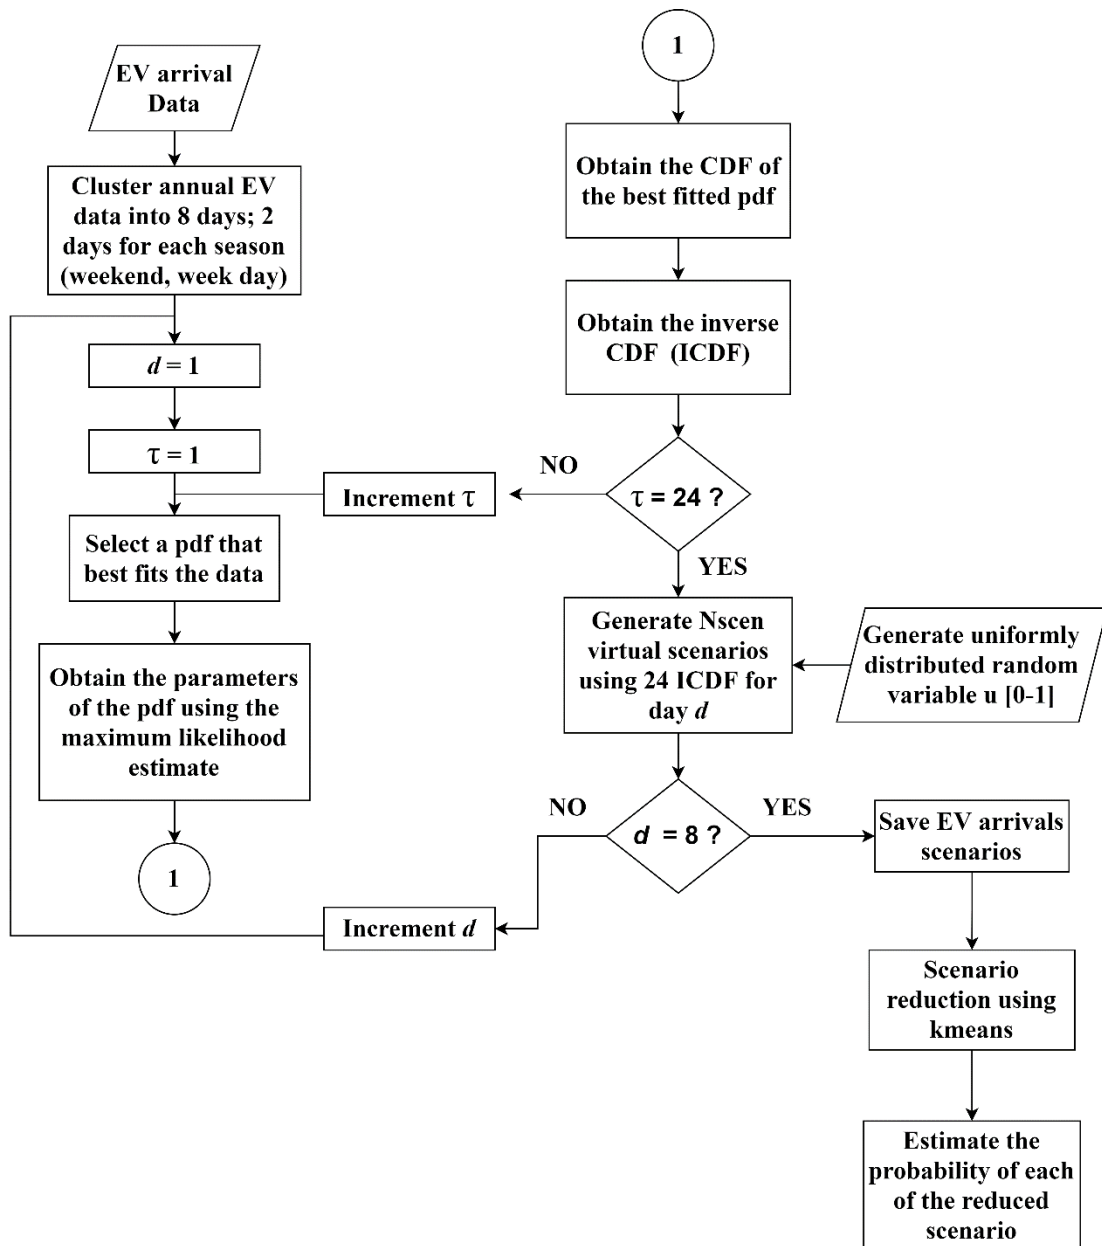 EV arrival
Data
Cluster annual EV
data into 8 days; 2
days for each season
(weekend, week day)
d = 1
τ = 1
Select a pdf that
best fits the data
Obtain the parameters
of the pdf using the
maximum likelihood
estimate
1
1
Obtain the CDF of
the best fitted pdf
Obtain the inverse
CDF (ICDF)
τ = 24 ?
NO
Increment τ
YES
Generate Nscen
virtual scenarios
using 24 ICDF for
day d
Generate uniformly
distributed random
variable u [0-1]
d = 8 ?
NO
Increment d
YES
Save EV arrivals
scenarios
Scenario
reduction using
kmeans
Estimate the
probability of each
of the reduced
scenario